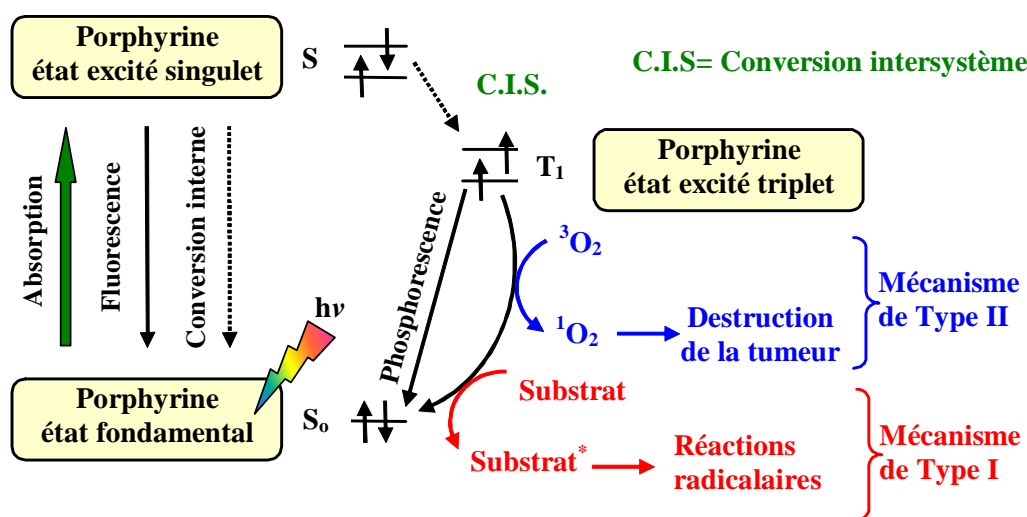 Porphyrine
état excité singulet
S
C.I.S.
C.I.S= Conversion intersystème
Absorption
Fluorescence
Conversion interne
T₁
Porphyrine
état excité triplet
Phosphorescence
³O₂
¹O₂
Destruction
de la tumeur
Mécanisme
de Type II
hν
Porphyrine
état fondamental
Sₒ
Substrat
Substrat*
Réactions
radicalaires
Mécanisme
de Type I